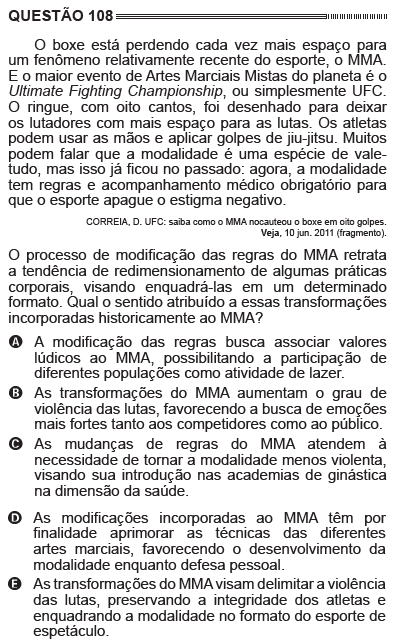 QUESTÃO 108
O boxe está perdendo cada vez mais espaço para
um fenômeno relativamente recente do esporte, o MMA.
E o maior evento de Artes Marciais Mistas do planeta é o
Ultimate Fighting Championship, ou simplesmente UFC.
O ringue, com oito cantos, foi desenhado para deixar
os lutadores com mais espaço para as lutas. Os atletas
podem usar as mãos e aplicar golpes de jiu-jitsu. Muitos
podem falar que a modalidade é uma espécie de vale-
tudo, mas isso já ficou no passado: agora, a modalidade
tem regras e acompanhamento médico obrigatório para
que o esporte apague o estigma negativo.
CORREIA, D. UFC: saiba como o MMA nocauteou o boxe em oito golpes.
Veja, 10 jun. 2011 (fragmento).
O processo de modificação das regras do MMA retrata
a tendência de redimensionamento de algumas práticas
corporais, visando enquadrá-las em um determinado
formato. Qual o sentido atribuído a essas transformações
incorporadas historicamente ao MMA?
A A modificação das regras busca associar valores
lúdicos ao MMA, possibilitando a participação de
diferentes populações como atividade de lazer.
B As transformações do MMA aumentam o grau de
violência das lutas, favorecendo a busca de emoções
mais fortes tanto aos competidores como ao público.
C As mudanças de regras do MMA atendem à
necessidade de tornar a modalidade menos violenta,
visando sua introdução nas academias de ginástica
na dimensão da saúde.
D As modificações incorporadas ao MMA têm por
finalidade aprimorar as técnicas das diferentes
artes marciais, favorecendo o desenvolvimento da
modalidade enquanto defesa pessoal.
E As transformações do MMA visam delimitar a violência
das lutas, preservando a integridade dos atletas e
enquadrando a modalidade no formato do esporte de
espetáculo.